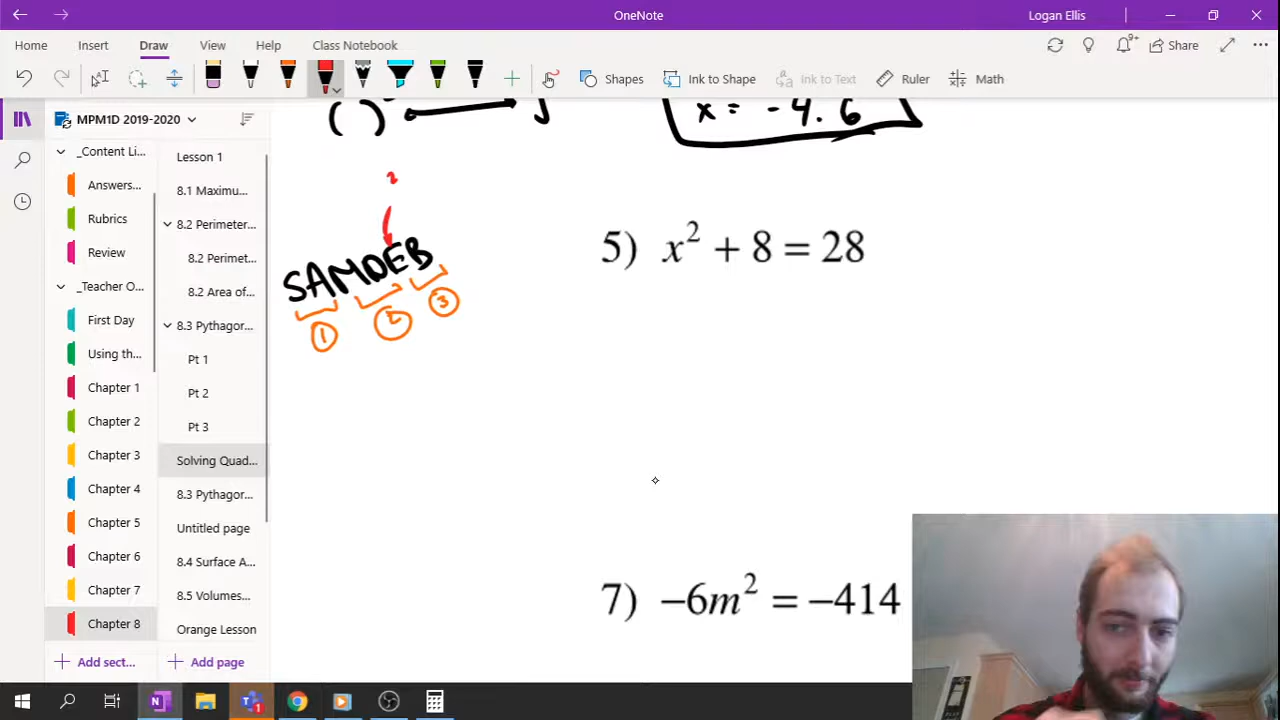 OneNote
Logan Ellis
Home Insert Draw View Help Class Notebook
9+ Share
Shapes Ink to Shape Ink to Text Ruler Math
MPM1D 2019-2020
_Content Li...
Answers...
Rubrics
Review
_Teacher O...
First Day
Using th...
Chapter 1
Chapter 2
Chapter 3
Chapter 4
Chapter 5
Chapter 6
Chapter 7
Chapter 8
Add sect...
Lesson 1
8.1 Maximu...
8.2 Perimeter...
8.2 Perimet...
8.2 Area of...
8.3 Pythagor...
Pt 1
Pt 2
Pt 3
Solving Quad...
8.3 Pythagor...
Untitled page
8.4 Surface A...
8.5 Volumes...
Orange Lesson
Add page
x = -4.6
2
SAMDEB
1 2 3
5) x² + 8 = 28
7) −6m² = −414